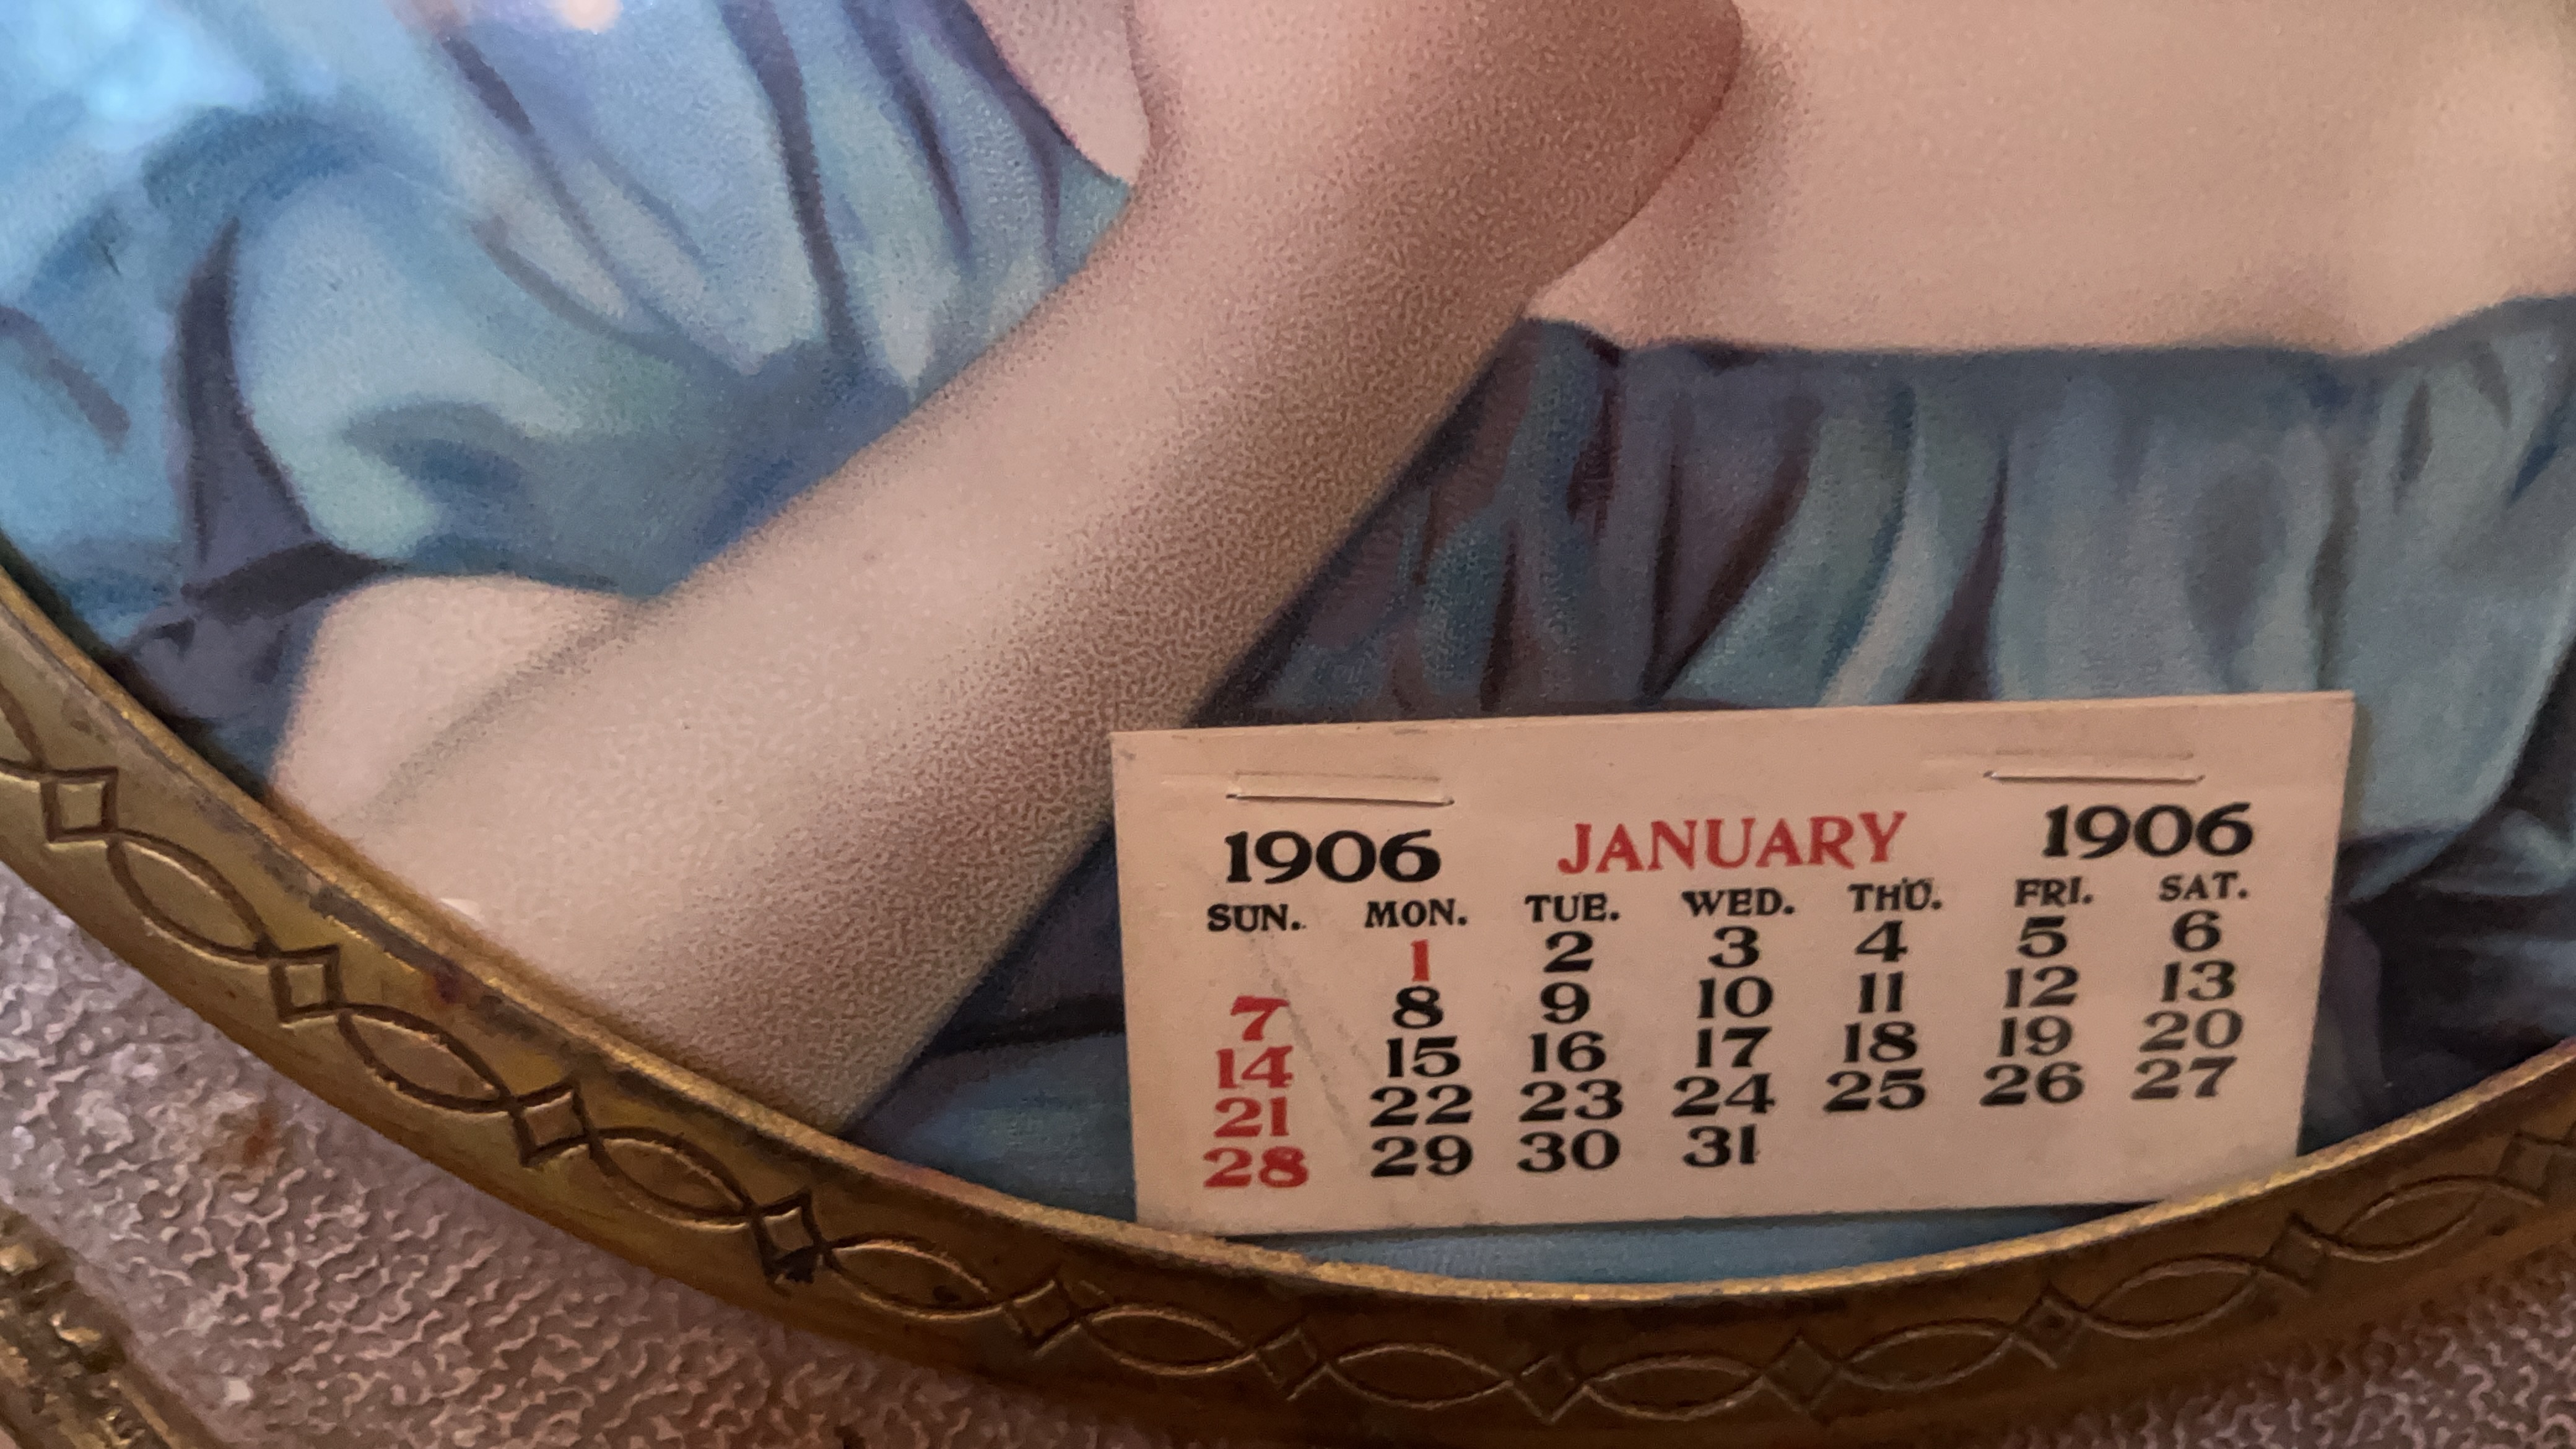 1906 JANUARY 1906
SUN. MON. TUE. WED. THU. FRI. SAT.
1 2 3 4 5 6
7 8 9 10 11 12 13
14 15 16 17 18 19 20
21 22 23 24 25 26 27
28 29 30 31